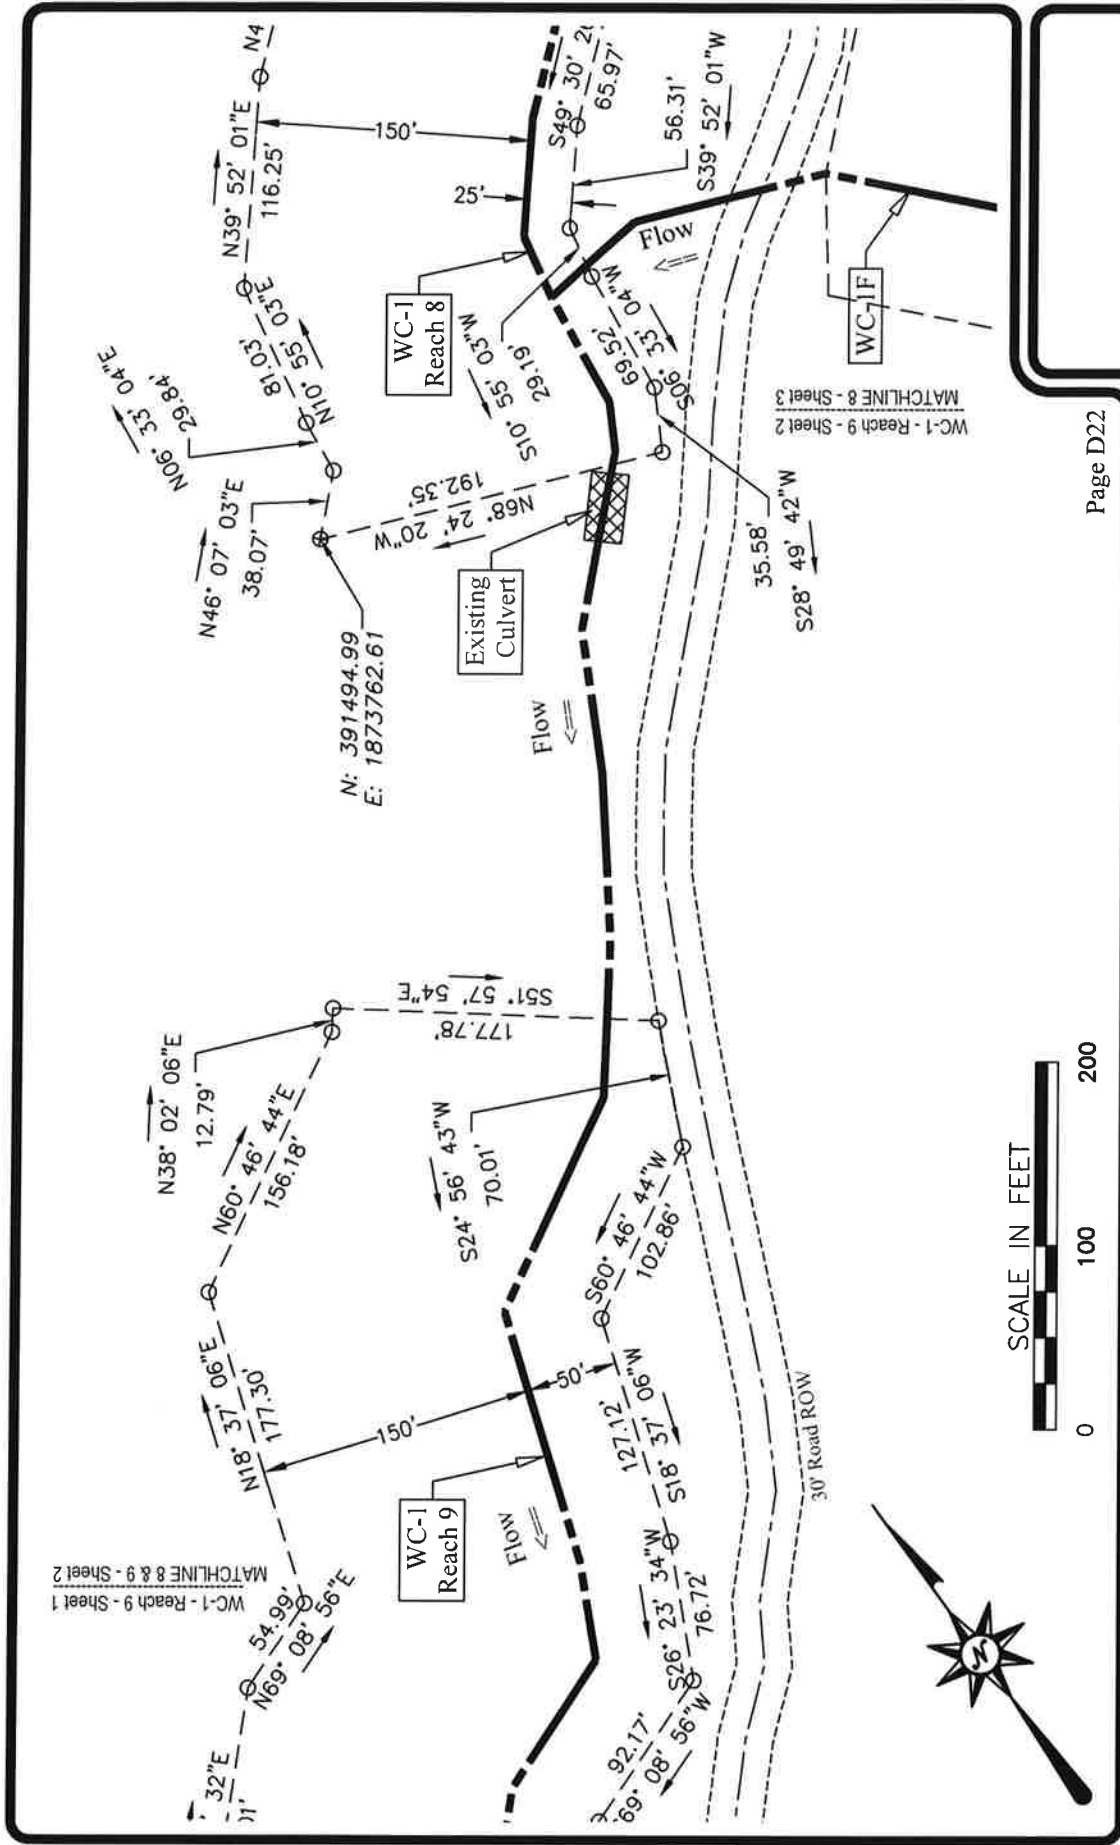 N4
N39° 52' 01"E
116.25'
150'
25'
S49° 30'
65.97'
56.31'
S39° 52' 01"W
81.03'
N10° 55' 03"E
N06° 33' 04"E
29.84'
N46° 07' 03"E
38.07'
WC-1
Reach 8
S10° 55' 03"W
29.19'
Flow
69.52'
S06° 33' 04"W
WC-1F
WC-1 - Reach 9 - Sheet 2
MATCHLINE 8 - Sheet 3
192.35'
N68° 24' 20"W
Existing
Culvert
35.58'
S28° 49' 42"W
N: 391494.99
E: 1873762.61
Flow
N38° 02' 06"E
12.79'
S51° 57' 54"E
177.78'
N60° 46' 44"E
156.18'
S24° 56' 43"W
70.01'
S60° 46' 44"W
102.86'
N18° 37' 06"E
177.30'
150'
50'
127.12'
S18° 37' 06"W
WC-1
Reach 9
Flow
WC-1 - Reach 9 - Sheet 1
MATCHLINE 8 & 9 - Sheet 2
54.99'
N69° 08' 56"E
S26° 23' 34"W
76.72'
92.17'
69° 08' 56"W
' 32"E
01'
30' Road ROW
SCALE IN FEET
0 100 200
N
Page D22